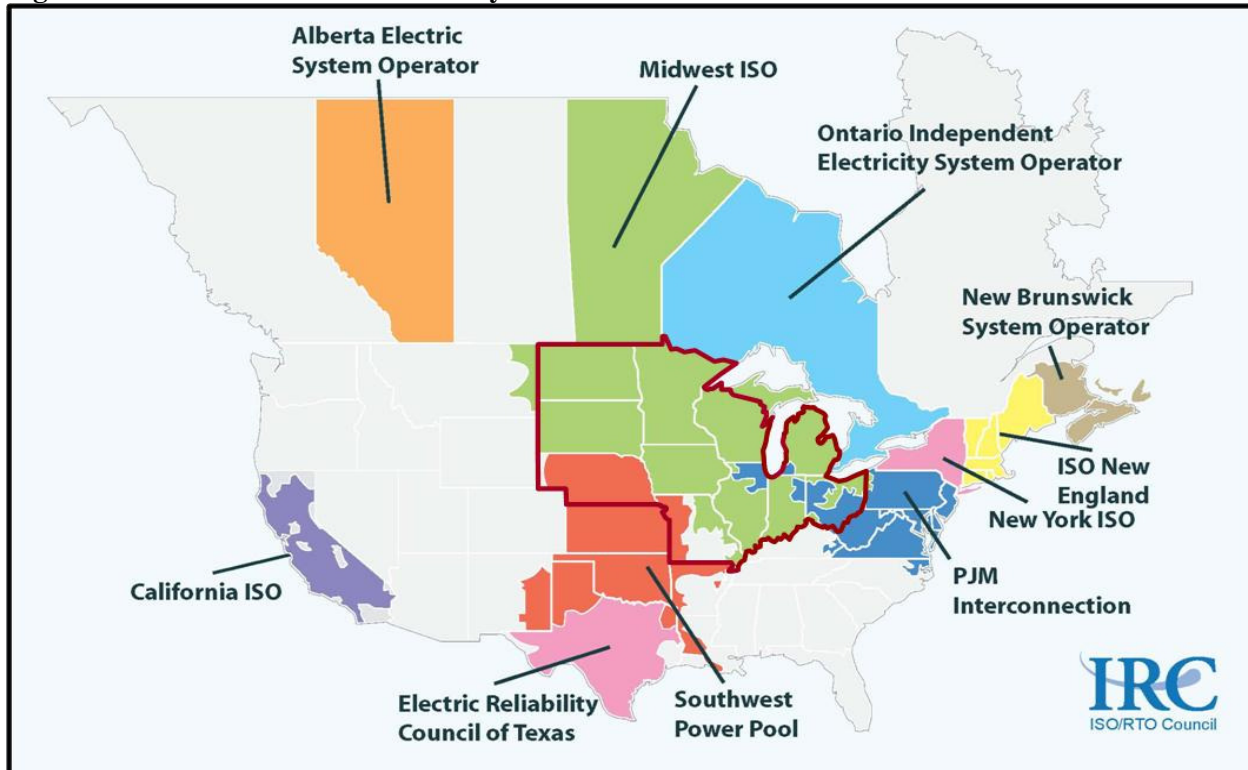 Alberta Electric
System Operator
Midwest ISO
Ontario Independent
Electricity System Operator
New Brunswick
System Operator
ISO New
England
New York ISO
PJM
Interconnection
California ISO
Electric Reliability
Council of Texas
Southwest
Power Pool
IRC
ISO/RTO Council